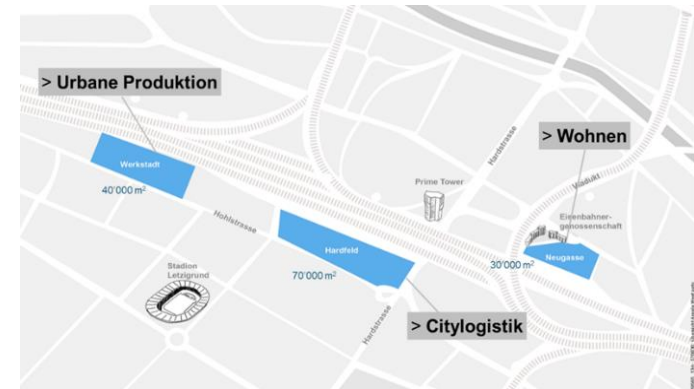 > Urbane Produktion
Werkstadt
40'000 m²
Hohlstrasse
Stadion
Letzigrund
Hardfeld
70'000 m²
Hardstrasse
> Citylogistik
Prime Tower
Hardstrasse
> Wohnen
Viadukt
Eisenbahner-
genossenschaft
Neugasse
30'000 m²